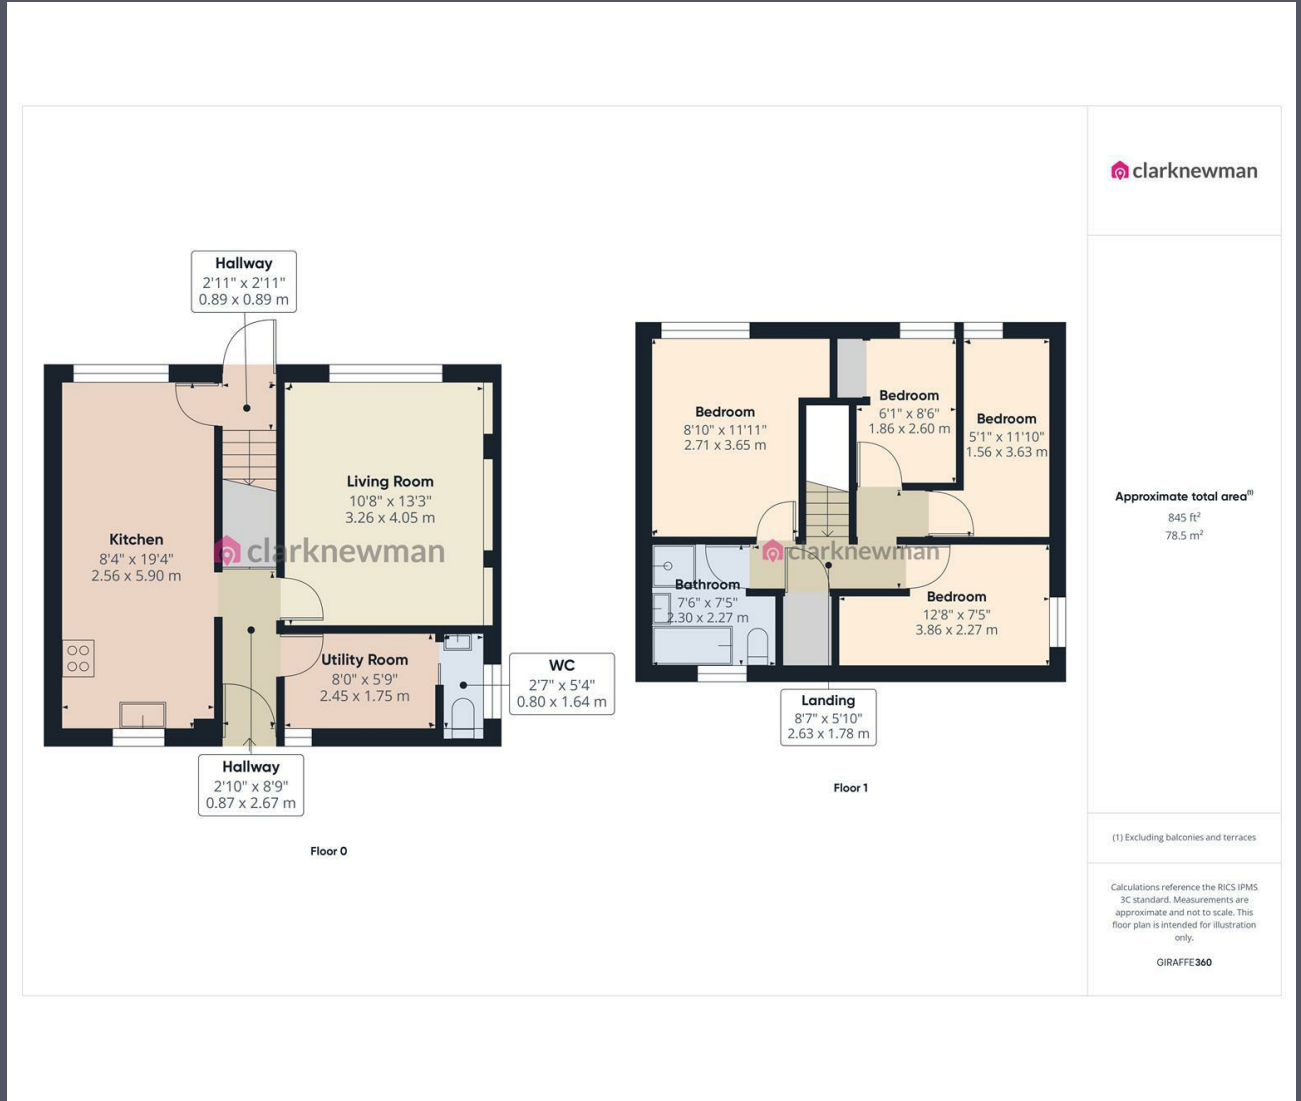 clarknewman
Hallway
2'11" x 2'11"
0.89 x 0.89 m
Kitchen
8'4" x 19'4"
2.56 x 5.90 m
Living Room
10'8" x 13'3"
3.26 x 4.05 m
clarknewman
Utility Room
8'0" x 5'9"
2.45 x 1.75 m
WC
2'7" x 5'4"
0.80 x 1.64 m
Hallway
2'10" x 8'9"
0.87 x 2.67 m
Floor 0
Bedroom
8'10" x 11'11"
2.71 x 3.65 m
Bedroom
6'1" x 8'6"
1.86 x 2.60 m
Bedroom
5'1" x 11'10"
1.56 x 3.63 m
clarknewman
Bathroom
7'6" x 7'5"
2.30 x 2.27 m
Bedroom
12'8" x 7'5"
3.86 x 2.27 m
Landing
8'7" x 5'10"
2.63 x 1.78 m
Floor 1
Approximate total area⁽¹⁾
845 ft²
78.5 m²
(1) Excluding balconies and terraces
Calculations reference the RICS IPMS
3C standard. Measurements are
approximate and not to scale. This
floor plan is intended for illustration
only.
GIRAFFE360